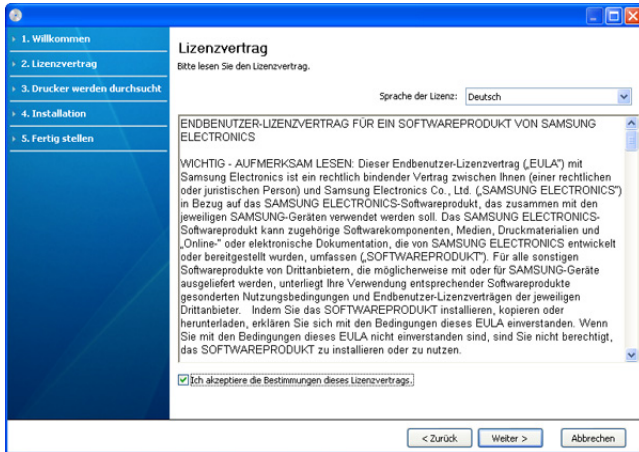 1. Willkommen
2. Lizenzvertrag
3. Drucker werden durchsucht
4. Installation
5. Fertig stellen
Lizenzvertrag
Bitte lesen Sie den Lizenzvertrag.
Sprache der Lizenz: Deutsch
ENDBENUTZER-LIZENZVERTRAG FÜR EIN SOFTWAREPRODUKT VON SAMSUNG
ELECTRONICS
WICHTIG - AUFMERKSAM LESEN: Dieser Endbenutzer-Lizenzvertrag („EULA") mit
Samsung Electronics ist ein rechtlich bindender Vertrag zwischen Ihnen (einer rechtlichen
oder juristischen Person) und Samsung Electronics Co., Ltd. („SAMSUNG ELECTRONICS")
in Bezug auf das SAMSUNG ELECTRONICS-Softwareprodukt, das zusammen mit den
jeweiligen SAMSUNG-Geräten verwendet werden soll. Das SAMSUNG ELECTRONICS-
Softwareprodukt kann zugehörige Softwarekomponenten, Medien, Druckmaterialien und
„Online-" oder elektronische Dokumentation, die von SAMSUNG ELECTRONICS entwickelt
oder bereitgestellt wurden, umfassen („SOFTWAREPRODUKT"). Für alle sonstigen
Softwareprodukte von Drittanbietern, die möglicherweise mit oder für SAMSUNG-Geräte
ausgeliefert werden, unterliegt Ihre Verwendung entsprechender Softwareprodukte
gesonderten Nutzungsbedingungen und Endbenutzer-Lizenzverträgen der jeweiligen
Drittanbieter. Indem Sie das SOFTWAREPRODUKT installieren, kopieren oder
herunterladen, erklären Sie sich mit den Bedingungen dieses EULA einverstanden. Wenn
Sie mit den Bedingungen dieses EULA nicht einverstanden sind, sind Sie nicht berechtigt,
das SOFTWAREPRODUKT zu installieren oder zu nutzen.
Ich akzeptiere die Bestimmungen dieses Lizenzvertrags.
< Zurück Weiter > Abbrechen